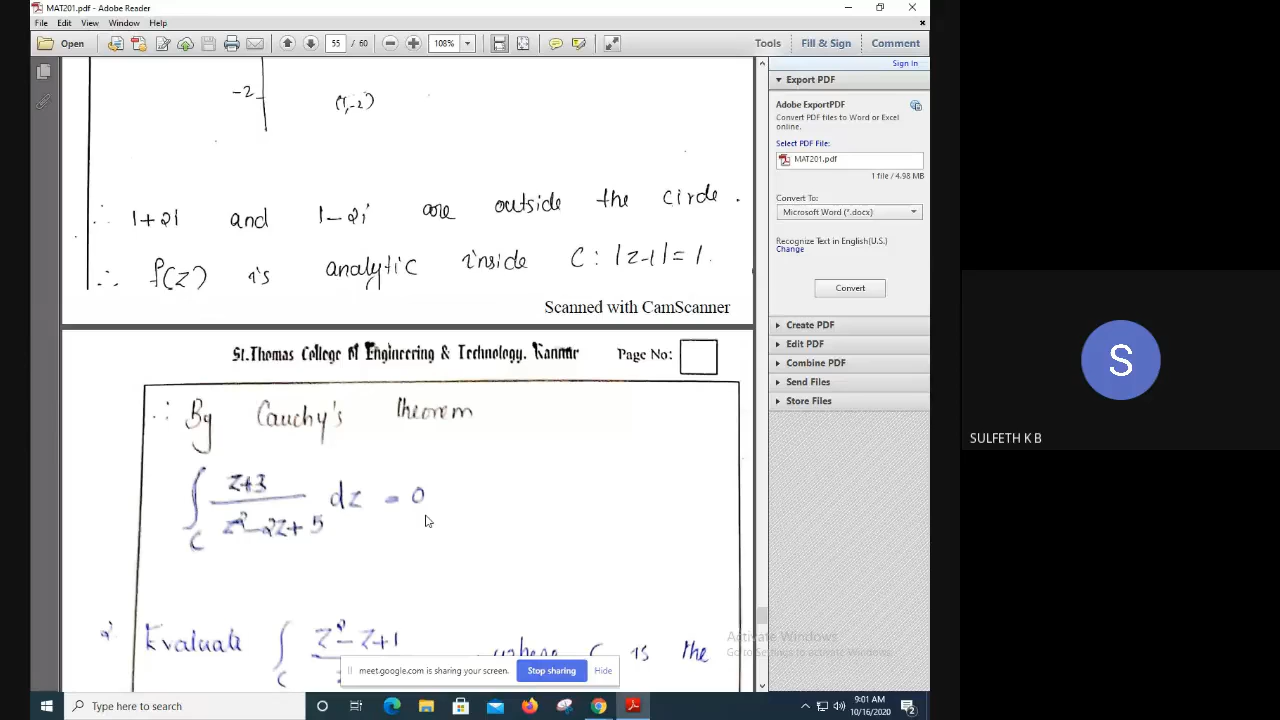 MAT201.pdf - Adobe Reader
File Edit View Window Help
Open 55 / 60 108% Tools Fill & Sign Comment
Sign In
-2
(1,-2)
∴ 1+2i and 1-2i are outside the circle.
∴ f(z) is analytic inside C: |z-1|=1.
Scanned with CamScanner
St.Thomas College of Engineering & Technology. Kannur Page No:
∴ By Cauchy's theorem
∫
z+3
z²-2z+5
dz = 0
C
2. Evaluate ∫ z²-z+1
where C is the
C
Export PDF
Adobe ExportPDF
Convert PDF files to Word or Excel
online.
Select PDF File:
MAT201.pdf
1 file / 4.98 MB
Convert To:
Microsoft Word (*.docx)
Recognize Text in English(U.S.)
Change
Convert
Create PDF
Edit PDF
Combine PDF
Send Files
Store Files
Activate Windows
Go to Settings to activate Windows.
meet.google.com is sharing your screen. Stop sharing Hide
Type here to search
9:01 AM
10/16/2020
2
S
SULFETH K B